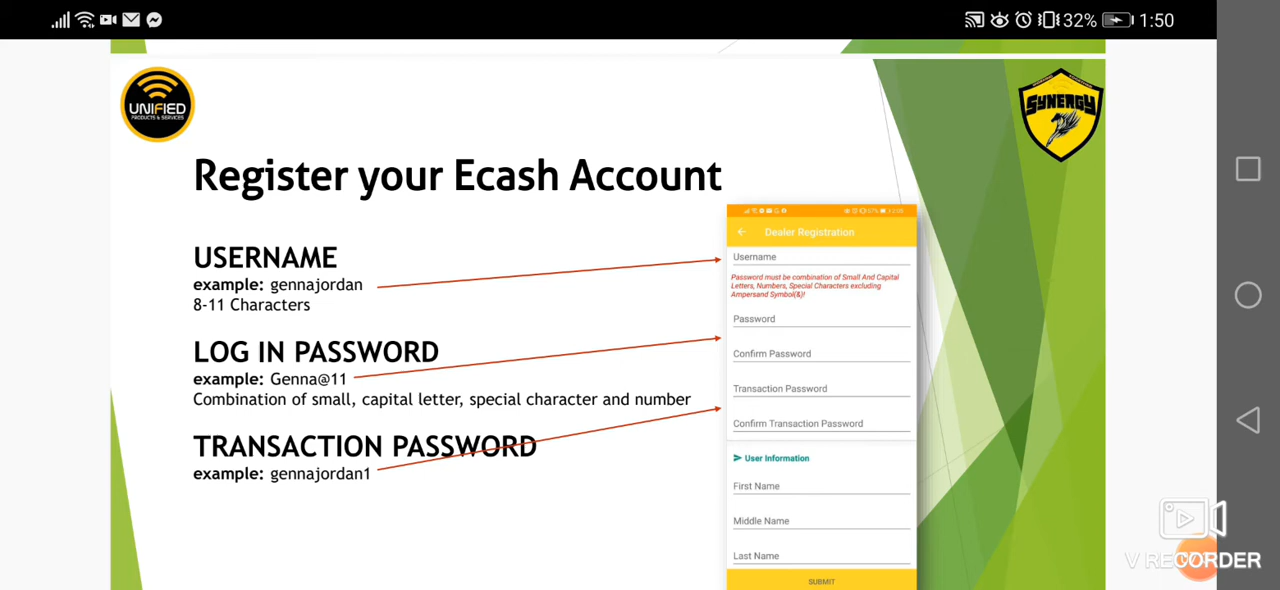 32% 1:50
UNIFIED
PRODUCTS & SERVICES
SYNERGY
Register your Ecash Account
USERNAME
example: gennajordan
8-11 Characters
LOG IN PASSWORD
example: Genna@11
Combination of small, capital letter, special character and number
TRANSACTION PASSWORD
example: gennajordan1
Dealer Registration
Username
Password must be combination of Small And Capital
Letters, Numbers, Special Characters excluding
Ampersand Symbol(&)!
Password
Confirm Password
Transaction Password
Confirm Transaction Password
User Information
First Name
Middle Name
Last Name
SUBMIT
V RECORDER